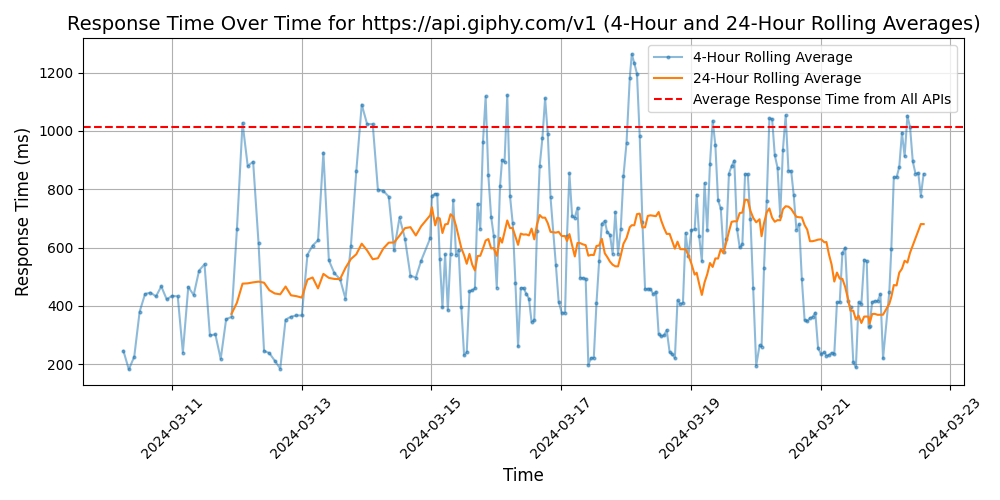 Response Time Over Time for https://api.giphy.com/v1 (4-Hour and 24-Hour Rolling Averages)
4-Hour Rolling Average
24-Hour Rolling Average
Average Response Time from All APIs
Response Time (ms)
1200
1000
800
600
400
200
2024-03-11
2024-03-13
2024-03-15
2024-03-17
2024-03-19
2024-03-21
2024-03-23
Time